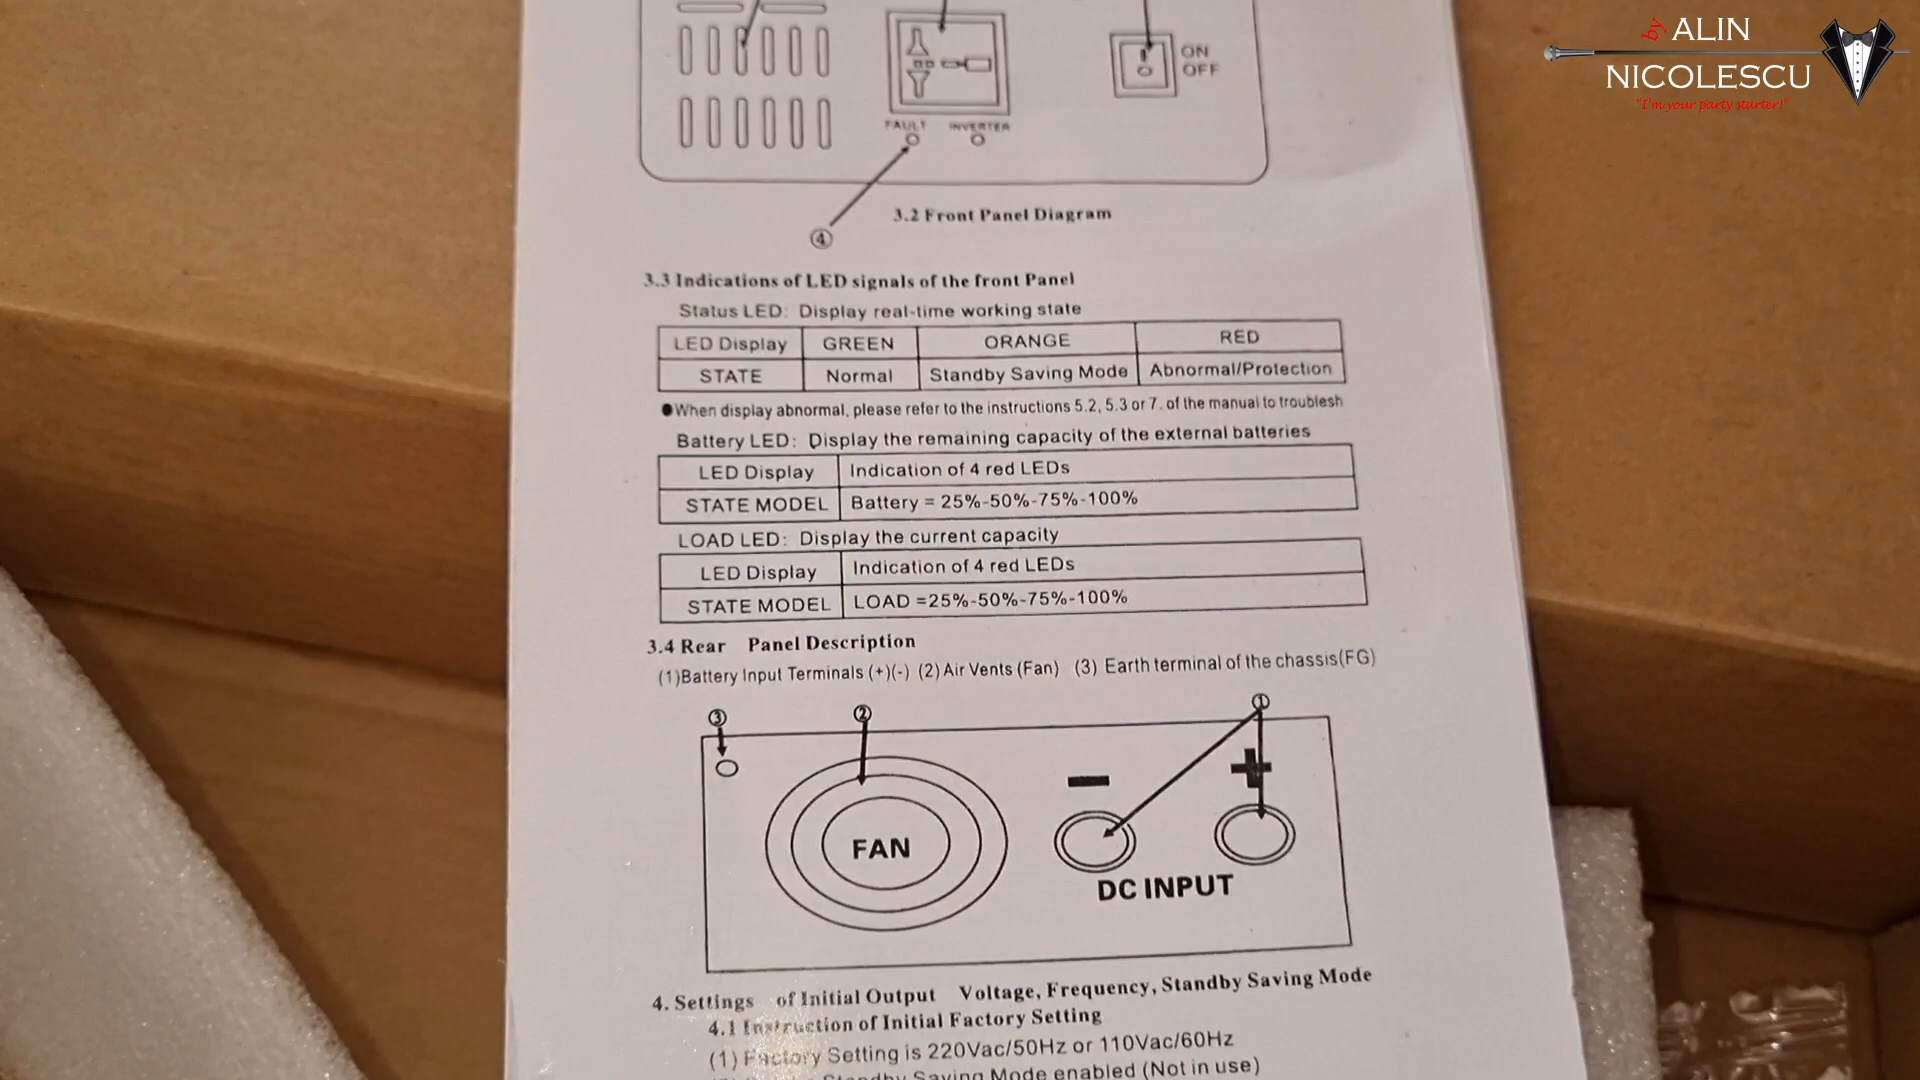 by ALIN
NICOLESCU
"I'm your party starter!"
ON
OFF
FAULT INVERTER
④
3.2 Front Panel Diagram
3.3 Indications of LED signals of the front Panel
Status LED: Display real-time working state
LED Display GREEN ORANGE RED
STATE Normal Standby Saving Mode Abnormal/Protection
●When display abnormal, please refer to the instructions 5.2, 5.3 or 7. of the manual to troublesh
Battery LED: Display the remaining capacity of the external batteries
LED Display Indication of 4 red LEDs
STATE MODEL Battery = 25%-50%-75%-100%
LOAD LED: Display the current capacity
LED Display Indication of 4 red LEDs
STATE MODEL LOAD =25%-50%-75%-100%
3.4 Rear Panel Description
(1)Battery Input Terminals (+)(-) (2) Air Vents (Fan) (3) Earth terminal of the chassis(FG)
③ ② ①
− +
FAN
DC INPUT
4. Settings of Initial Output Voltage, Frequency, Standby Saving Mode
4.1 Instruction of Initial Factory Setting
(1) Factory Setting is 220Vac/50Hz or 110Vac/60Hz
Standby Saving Mode enabled (Not in use)